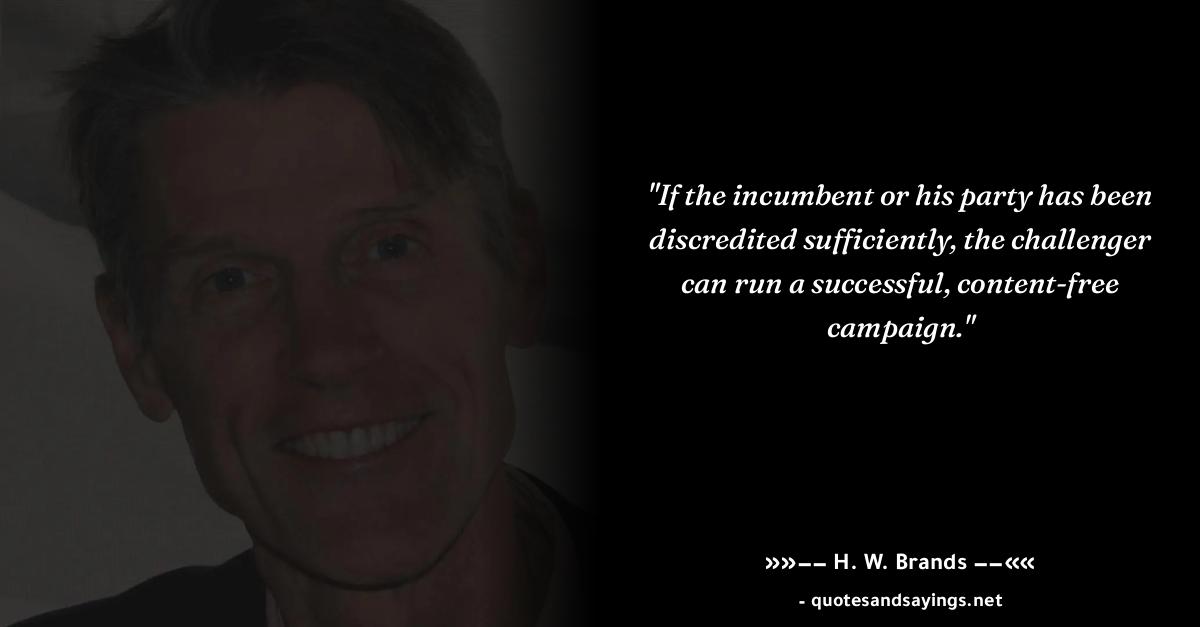 "If the incumbent or his party has been
discredited sufficiently, the challenger
can run a successful, content-free
campaign."
»»−− H. W. Brands −−««
- quotesandsayings.net